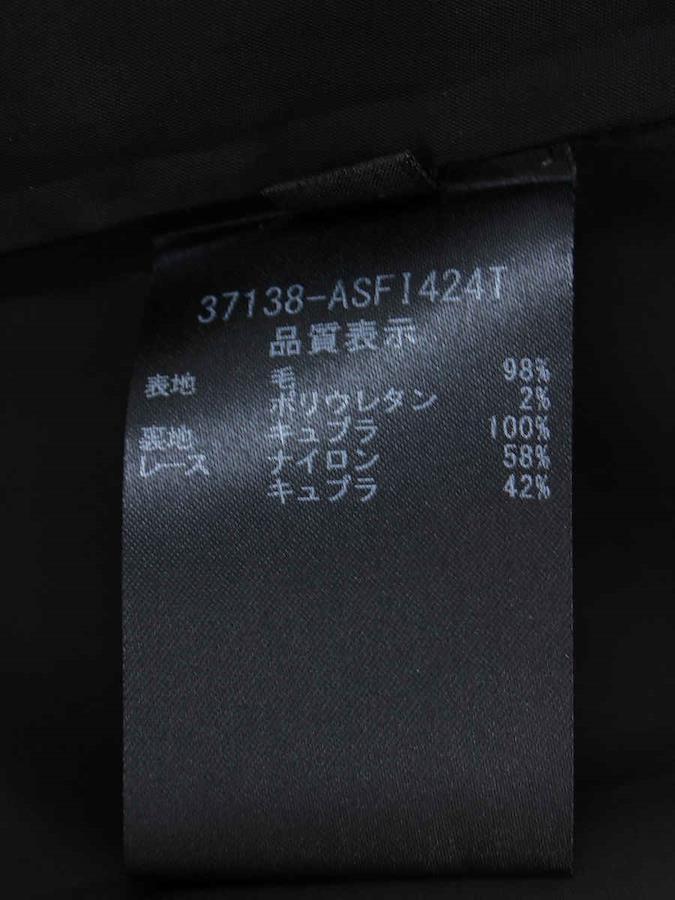 37138-ASFI424T
品質表示
表地 毛 98%
ポリウレタン 2%
裏地 キュプラ 100%
レース ナイロン 58%
キュプラ 42%